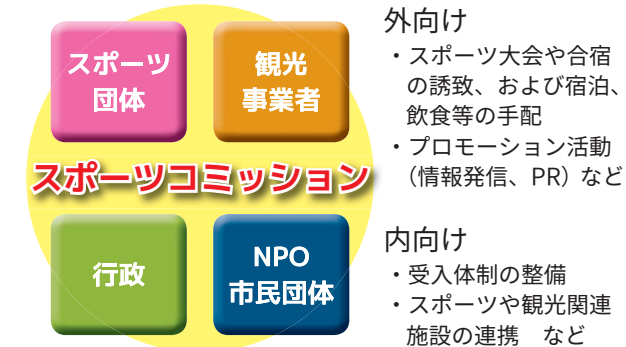 スポーツ
団体
観光
事業者
スポーツコミッション
行政
NPO
市民団体
外向け
・スポーツ大会や合宿
の誘致、および宿泊、
飲食等の手配
・プロモーション活動
（情報発信、PR）など
内向け
・受入体制の整備
・スポーツや観光関連
施設の連携　など